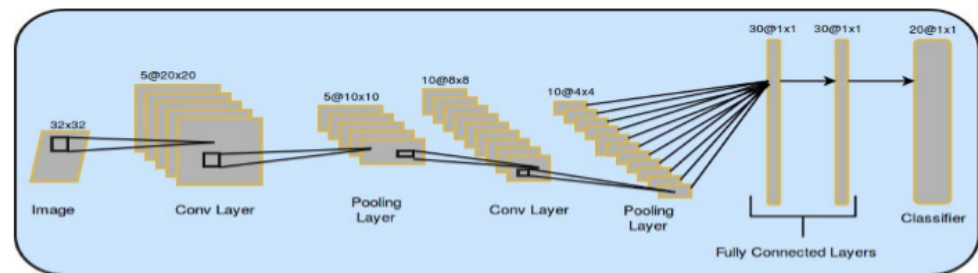 32x32
Image
5@20x20
Conv Layer
5@10x10
Pooling
Layer
10@8x8
Conv Layer
10@4x4
Pooling
Layer
30@1x1
30@1x1
Fully Connected Layers
20@1x1
Classifier